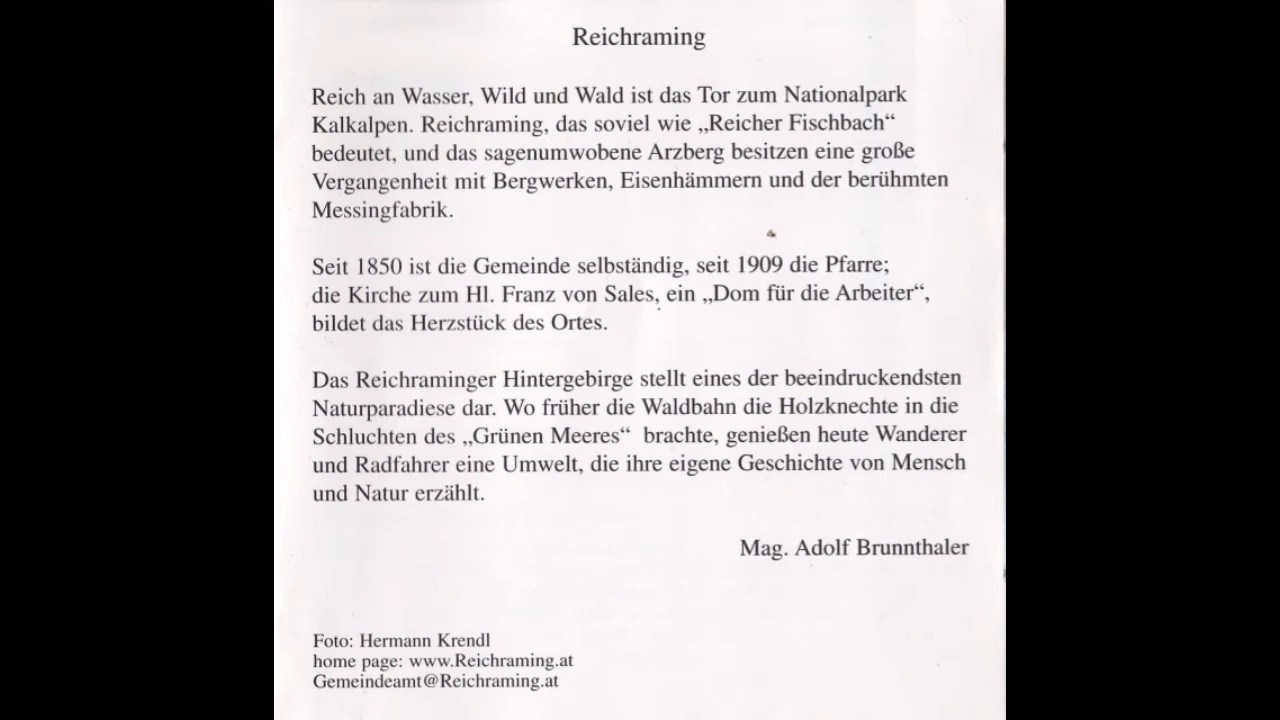 Reichraming
Reich an Wasser, Wild und Wald ist das Tor zum Nationalpark
Kalkalpen. Reichraming, das soviel wie „Reicher Fischbach“
bedeutet, und das sagenumwobene Arzberg besitzen eine große
Vergangenheit mit Bergwerken, Eisenhämmern und der berühmten
Messingfabrik.
Seit 1850 ist die Gemeinde selbständig, seit 1909 die Pfarre;
die Kirche zum Hl. Franz von Sales, ein „Dom für die Arbeiter“,
bildet das Herzstück des Ortes.
Das Reichraminger Hintergebirge stellt eines der beeindruckendsten
Naturparadiese dar. Wo früher die Waldbahn die Holzknechte in die
Schluchten des „Grünen Meeres“ brachte, genießen heute Wanderer
und Radfahrer eine Umwelt, die ihre eigene Geschichte von Mensch
und Natur erzählt.
Mag. Adolf Brunnthaler
Foto: Hermann Krendl
home page: www.Reichraming.at
Gemeindeamt@Reichraming.at